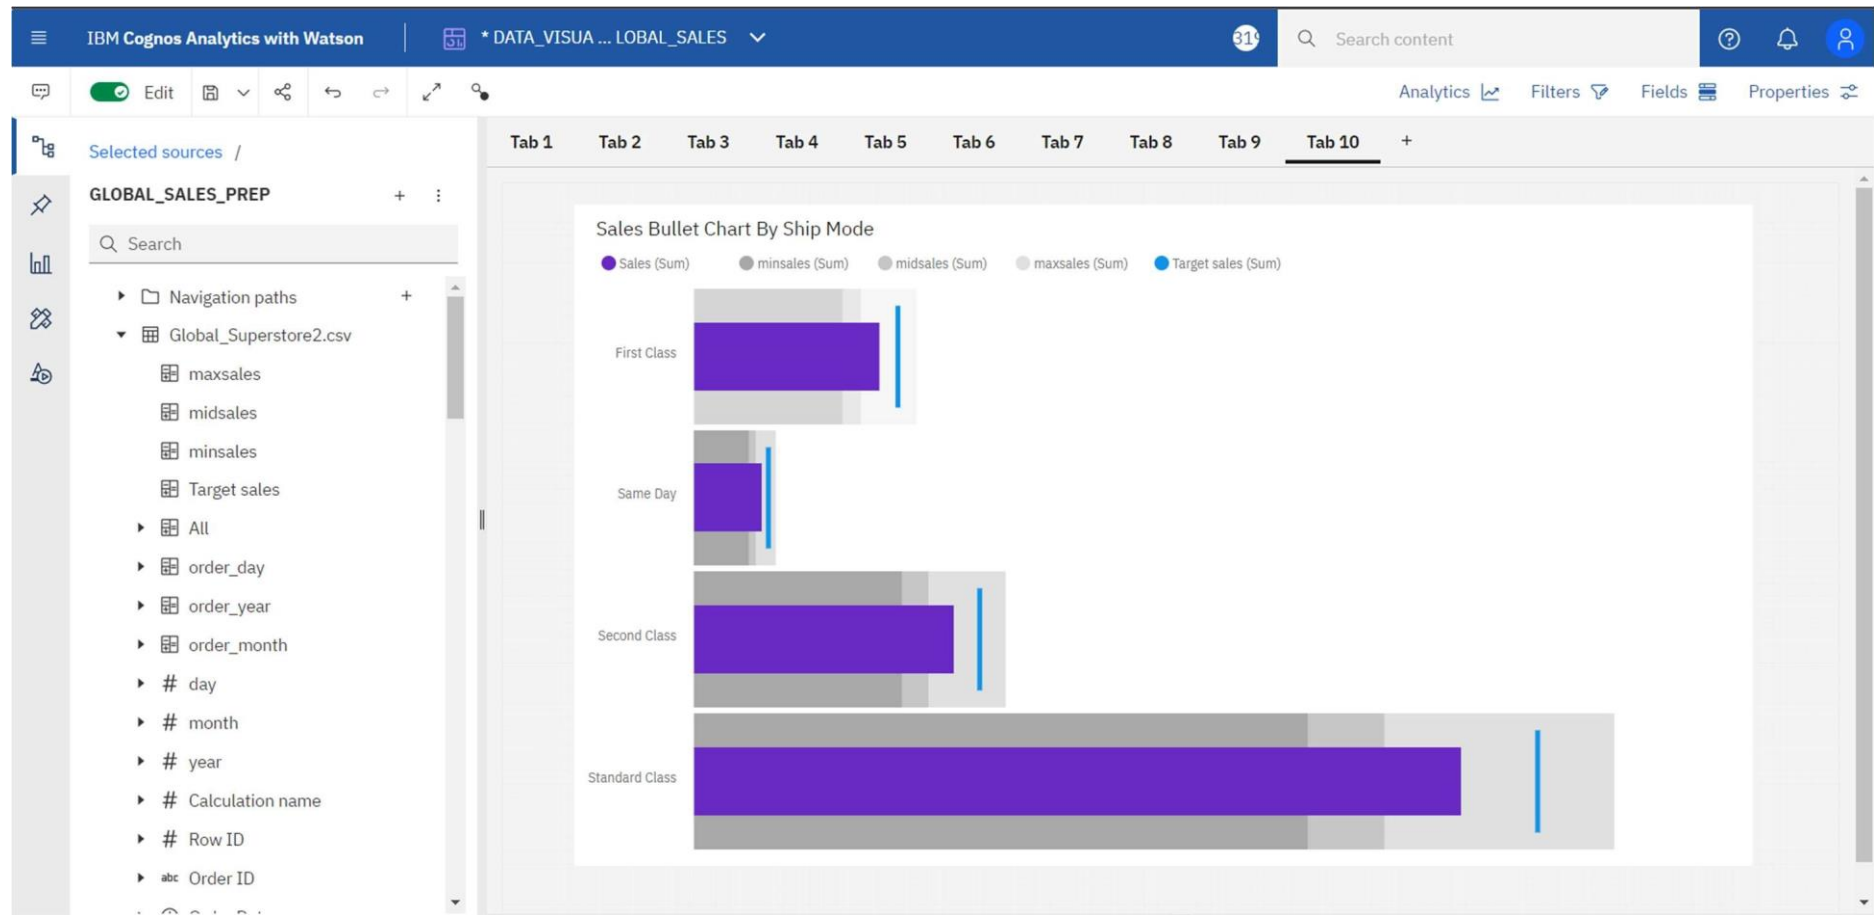 IBM Cognos Analytics with Watson
* DATA_VISUA ... LOBAL_SALES
Search content
Edit
Analytics
Filters
Fields
Properties
Selected sources /
GLOBAL_SALES_PREP
Search
Navigation paths
Global_Superstore2.csv
maxsales
midsales
minsales
Target sales
All
order_day
order_year
order_month
# day
# month
# year
# Calculation name
# Row ID
abc Order ID
Tab 1 Tab 2 Tab 3 Tab 4 Tab 5 Tab 6 Tab 7 Tab 8 Tab 9 Tab 10 +
Sales Bullet Chart By Ship Mode
Sales (Sum) minsales (Sum) midsales (Sum) maxsales (Sum) Target sales (Sum)
First Class
Same Day
Second Class
Standard Class